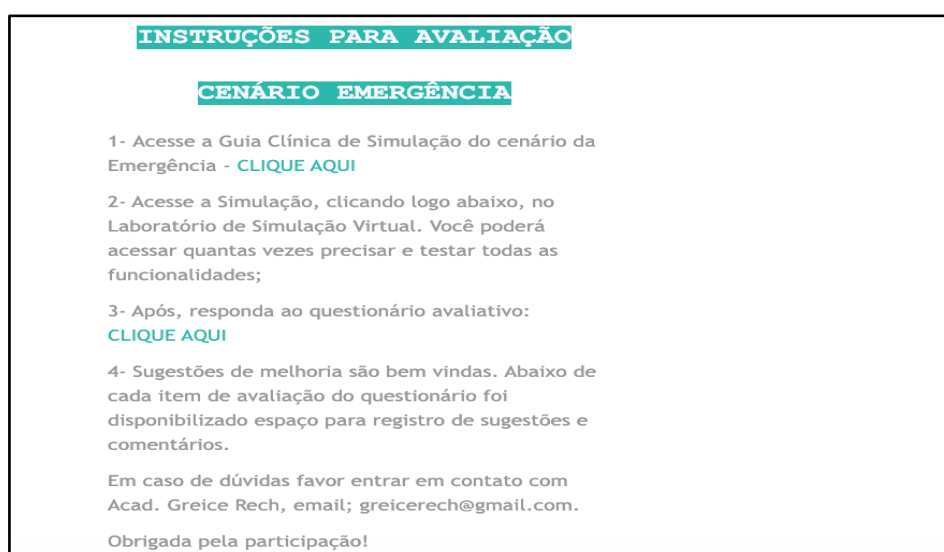 INSTRUÇÕES PARA AVALIAÇÃO
CENÁRIO EMERGÊNCIA
1- Acesse a Guia Clínica de Simulação do cenário da
Emergência - CLIQUE AQUI
2- Acesse a Simulação, clicando logo abaixo, no
Laboratório de Simulação Virtual. Você poderá
acessar quantas vezes precisar e testar todas as
funcionalidades;
3- Após, responda ao questionário avaliativo:
CLIQUE AQUI
4- Sugestões de melhoria são bem vindas. Abaixo de
cada item de avaliação do questionário foi
disponibilizado espaço para registro de sugestões e
comentários.
Em caso de dúvidas favor entrar em contato com
Acad. Greice Rech, email; greicerech@gmail.com.
Obrigada pela participação!